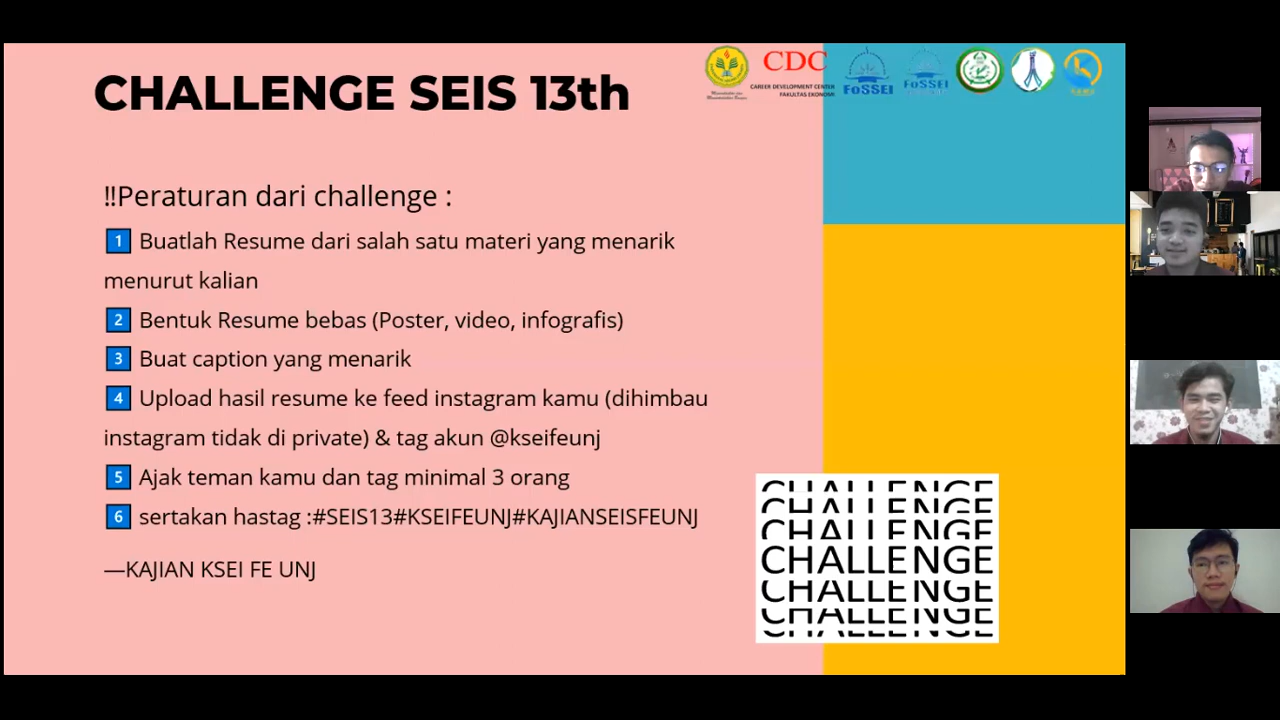 CHALLENGE SEIS 13th
CDC
CAREER DEVELOPMENT CENTER
FAKULTAS EKONOMI
FoSSEI
FoSSEI
‼Peraturan dari challenge :
1 Buatlah Resume dari salah satu materi yang menarik
menurut kalian
2 Bentuk Resume bebas (Poster, video, infografis)
3 Buat caption yang menarik
4 Upload hasil resume ke feed instagram kamu (dihimbau
instagram tidak di private) & tag akun @kseifeunj
5 Ajak teman kamu dan tag minimal 3 orang
6 sertakan hastag :#SEIS13#KSEIFEUNJ#KAJIANSEISFEUNJ
—KAJIAN KSEI FE UNJ
CHALLENGE
CHALLENGE
CHALLENGE
CHALLENGE
CHALLENGE
CHALLENGE
CHALLENGE